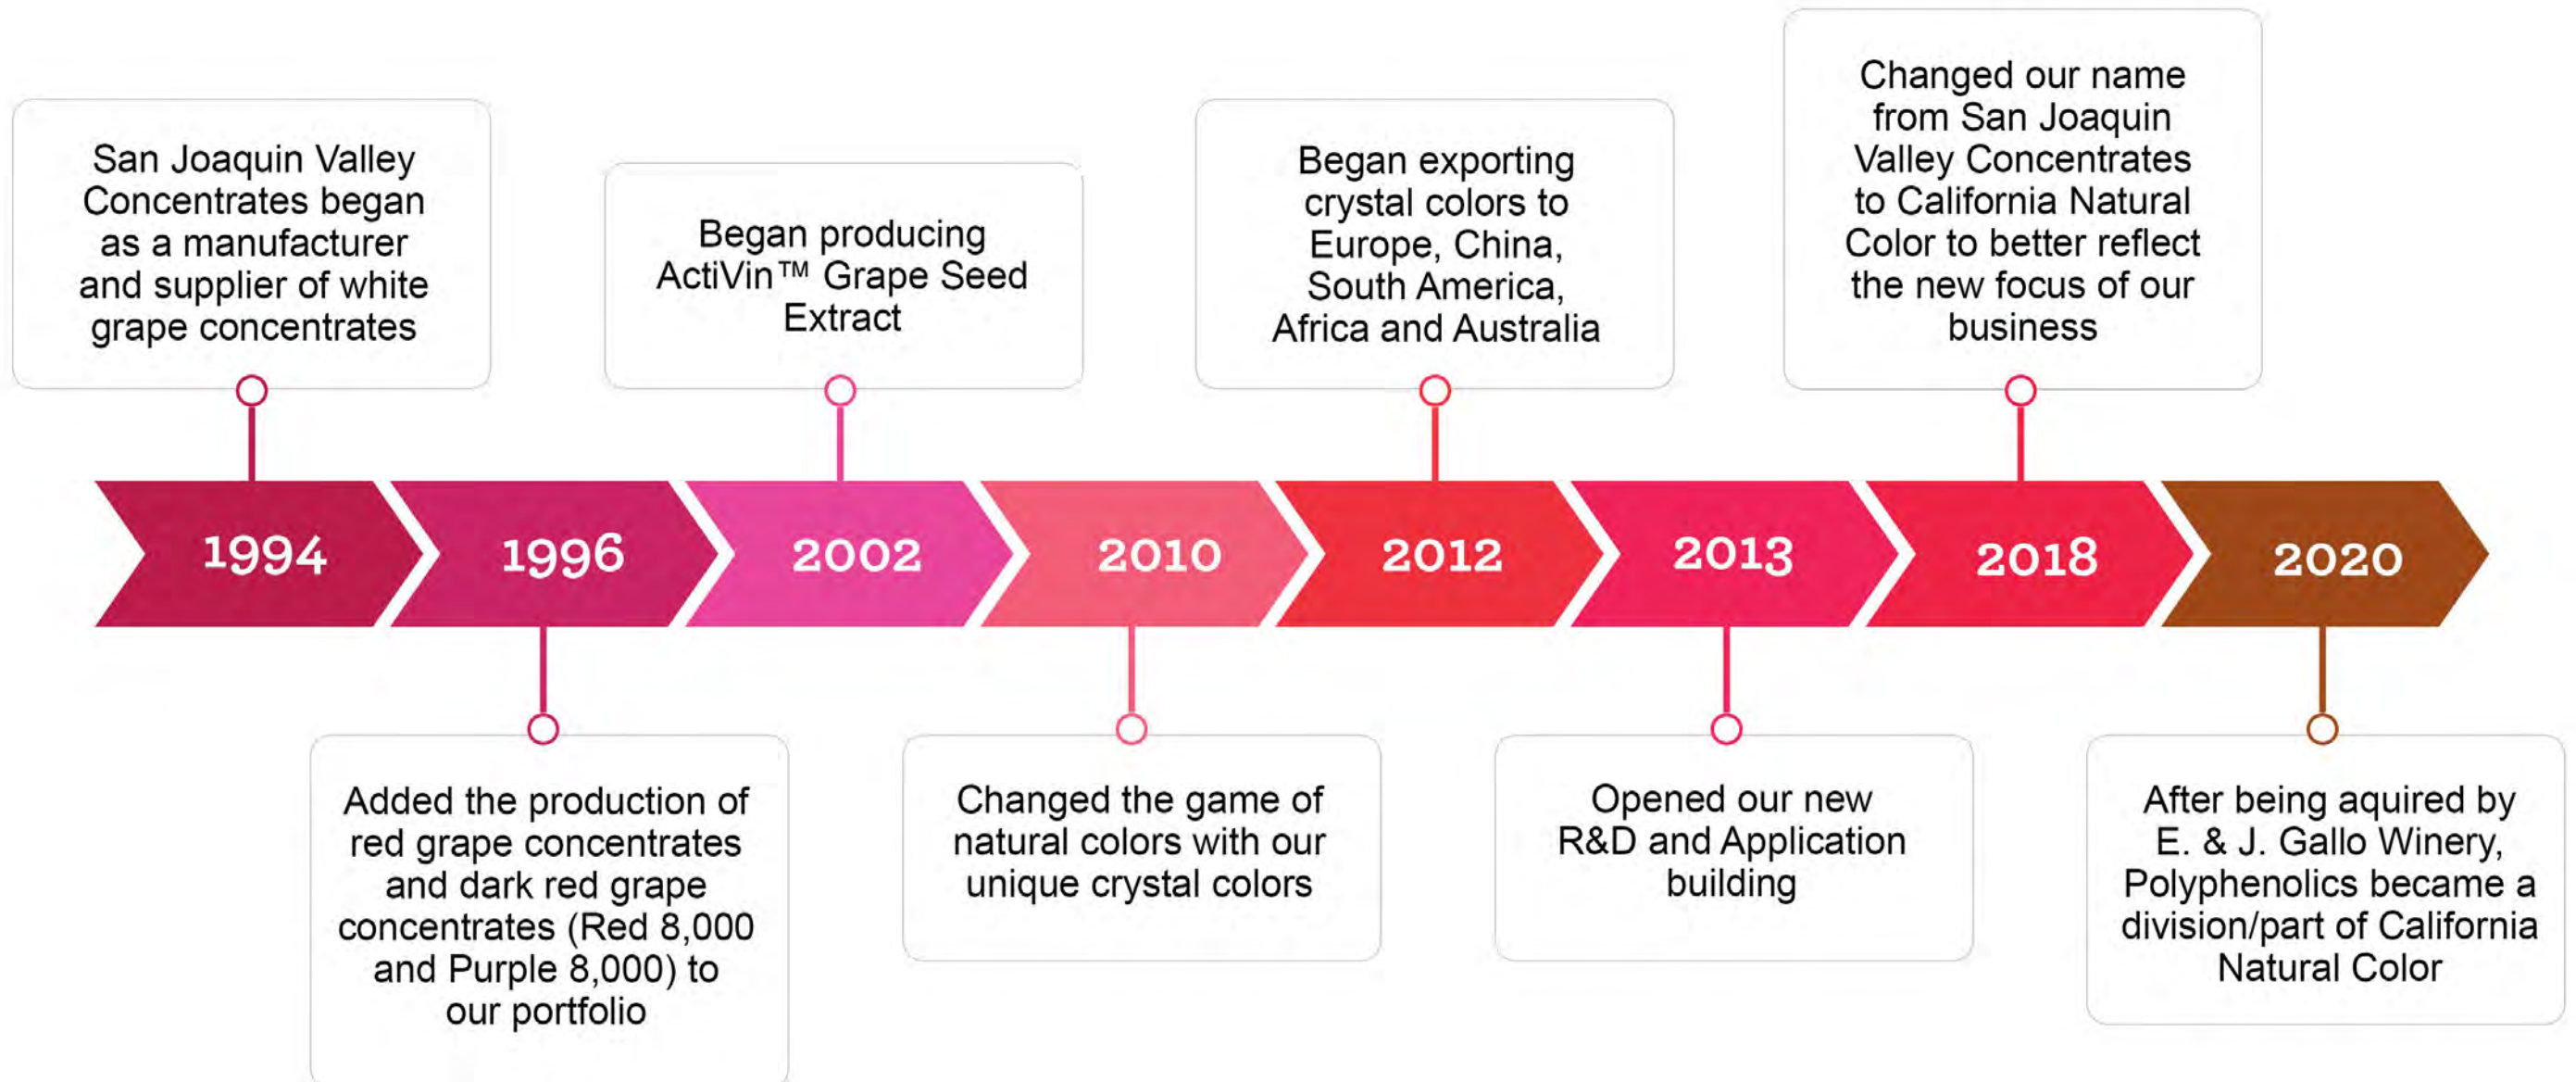 San Joaquin Valley
Concentrates began
as a manufacturer
and supplier of white
grape concentrates
Began producing
ActiVin™ Grape Seed
Extract
Began exporting
crystal colors to
Europe, China,
South America,
Africa and Australia
Changed our name
from San Joaquin
Valley Concentrates
to California Natural
Color to better reflect
the new focus of our
business
1994
1996
2002
2010
2012
2013
2018
2020
Added the production of
red grape concentrates
and dark red grape
concentrates (Red 8,000
and Purple 8,000) to
our portfolio
Changed the game of
natural colors with our
unique crystal colors
Opened our new
R&D and Application
building
After being aquired by
E. & J. Gallo Winery,
Polyphenolics became a
division/part of California
Natural Color